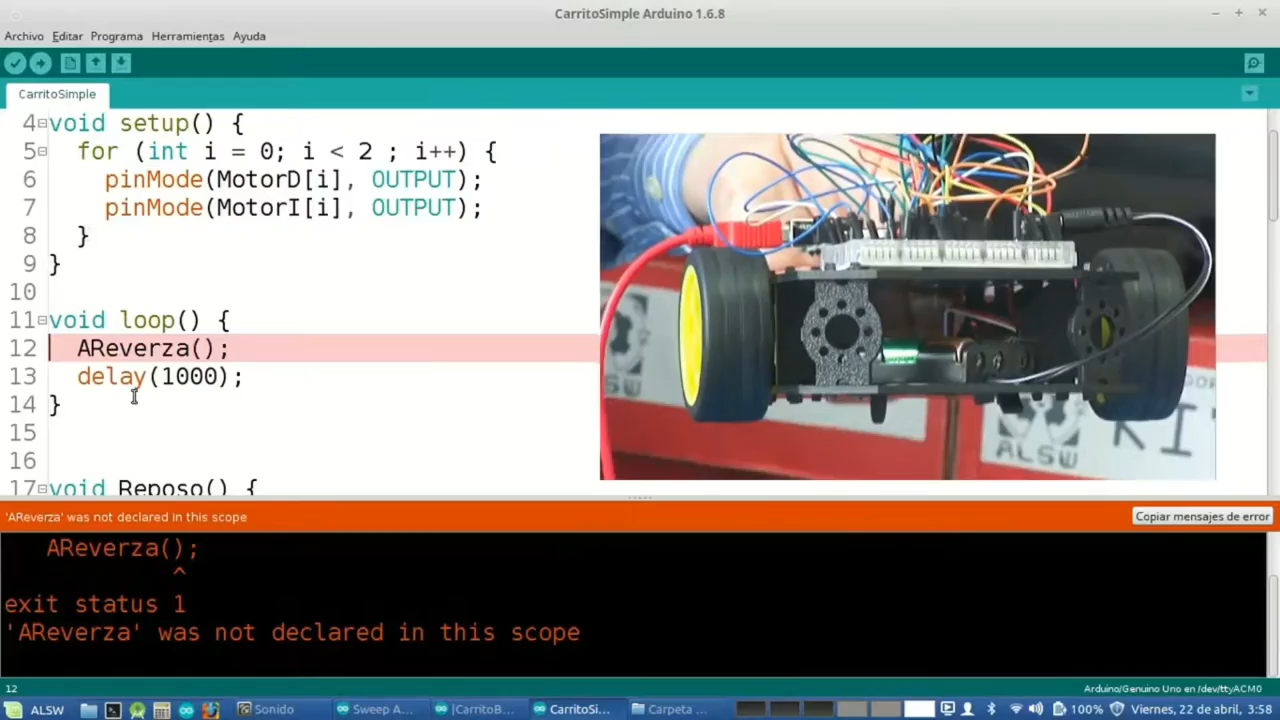 CarritoSimple Arduino 1.6.8
Archivo Editar Programa Herramientas Ayuda
CarritoSimple
4 void setup() {
5 for (int i = 0; i < 2 ; i++) {
6 pinMode(MotorD[i], OUTPUT);
7 pinMode(MotorI[i], OUTPUT);
8 }
9 }
10
11 void loop() {
12 AReverza();
13 delay(1000);
14 }
15
16
17 void Reposo() {
ALSW
KIT
'AReverza' was not declared in this scope
Copiar mensajes de error
AReverza();
^
exit status 1
'AReverza' was not declared in this scope
12
Arduino/Genuino Uno en /dev/ttyACM0
ALSW Sonido Sweep A... |CarritoB... CarritoSi... Carpeta ... 100% Viernes, 22 de abril, 3:58